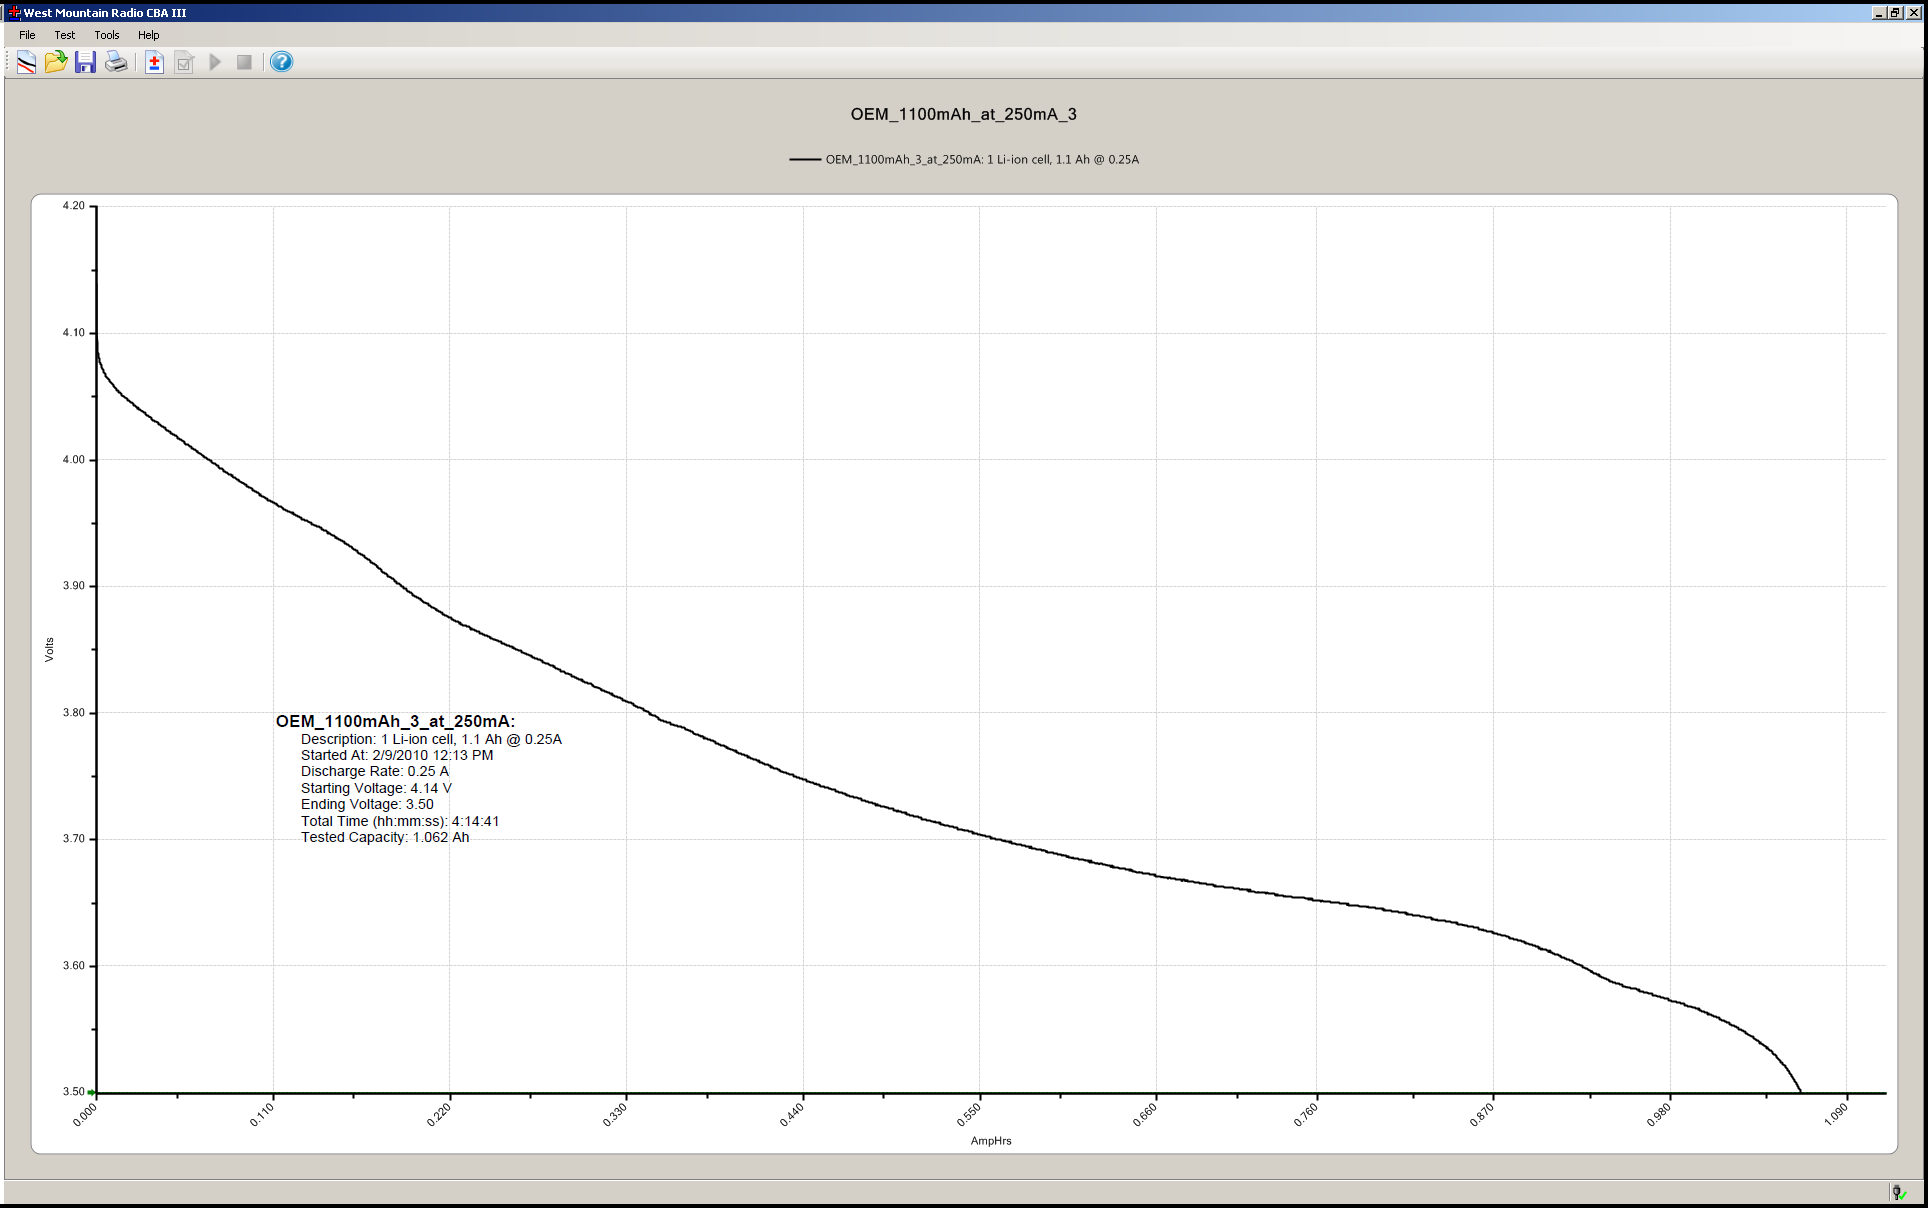 West Mountain Radio CBA III
File Test Tools Help
OEM_1100mAh_at_250mA_3
OEM_1100mAh_3_at_250mA: 1 Li-ion cell, 1.1 Ah @ 0.25A
4.20
4.10
4.00
3.90
3.80
3.70
3.60
3.50
Volts
OEM_1100mAh_3_at_250mA:
Description: 1 Li-ion cell, 1.1 Ah @ 0.25A
Started At: 2/9/2010 12:13 PM
Discharge Rate: 0.25 A
Starting Voltage: 4.14 V
Ending Voltage: 3.50
Total Time (hh:mm:ss): 4:14:41
Tested Capacity: 1.062 Ah
0.000 0.110 0.220 0.330 0.440 0.550 0.660 0.760 0.870 0.980 1.090
AmpHrs